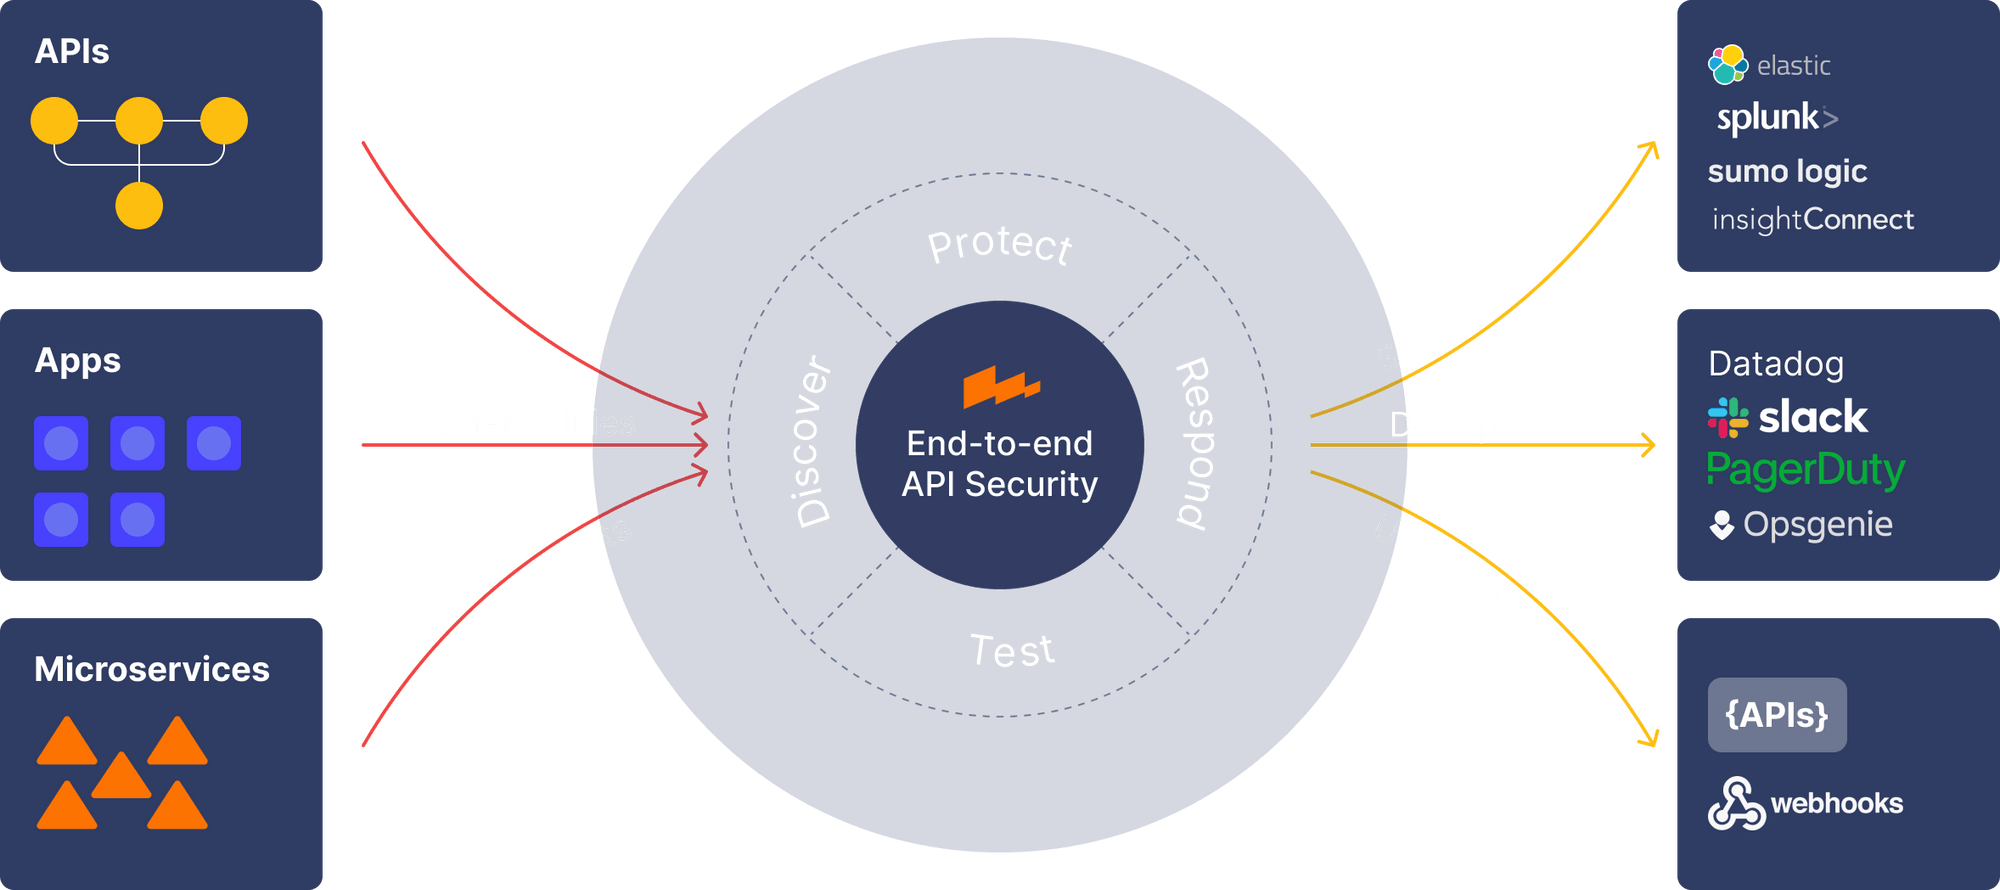 APIs
Apps
Microservices
Protect
Discover
Respond
Test
End-to-end
API Security
elastic
splunk>
sumo logic
insightConnect
Datadog
slack
PagerDuty
Opsgenie
{APIs}
webhooks